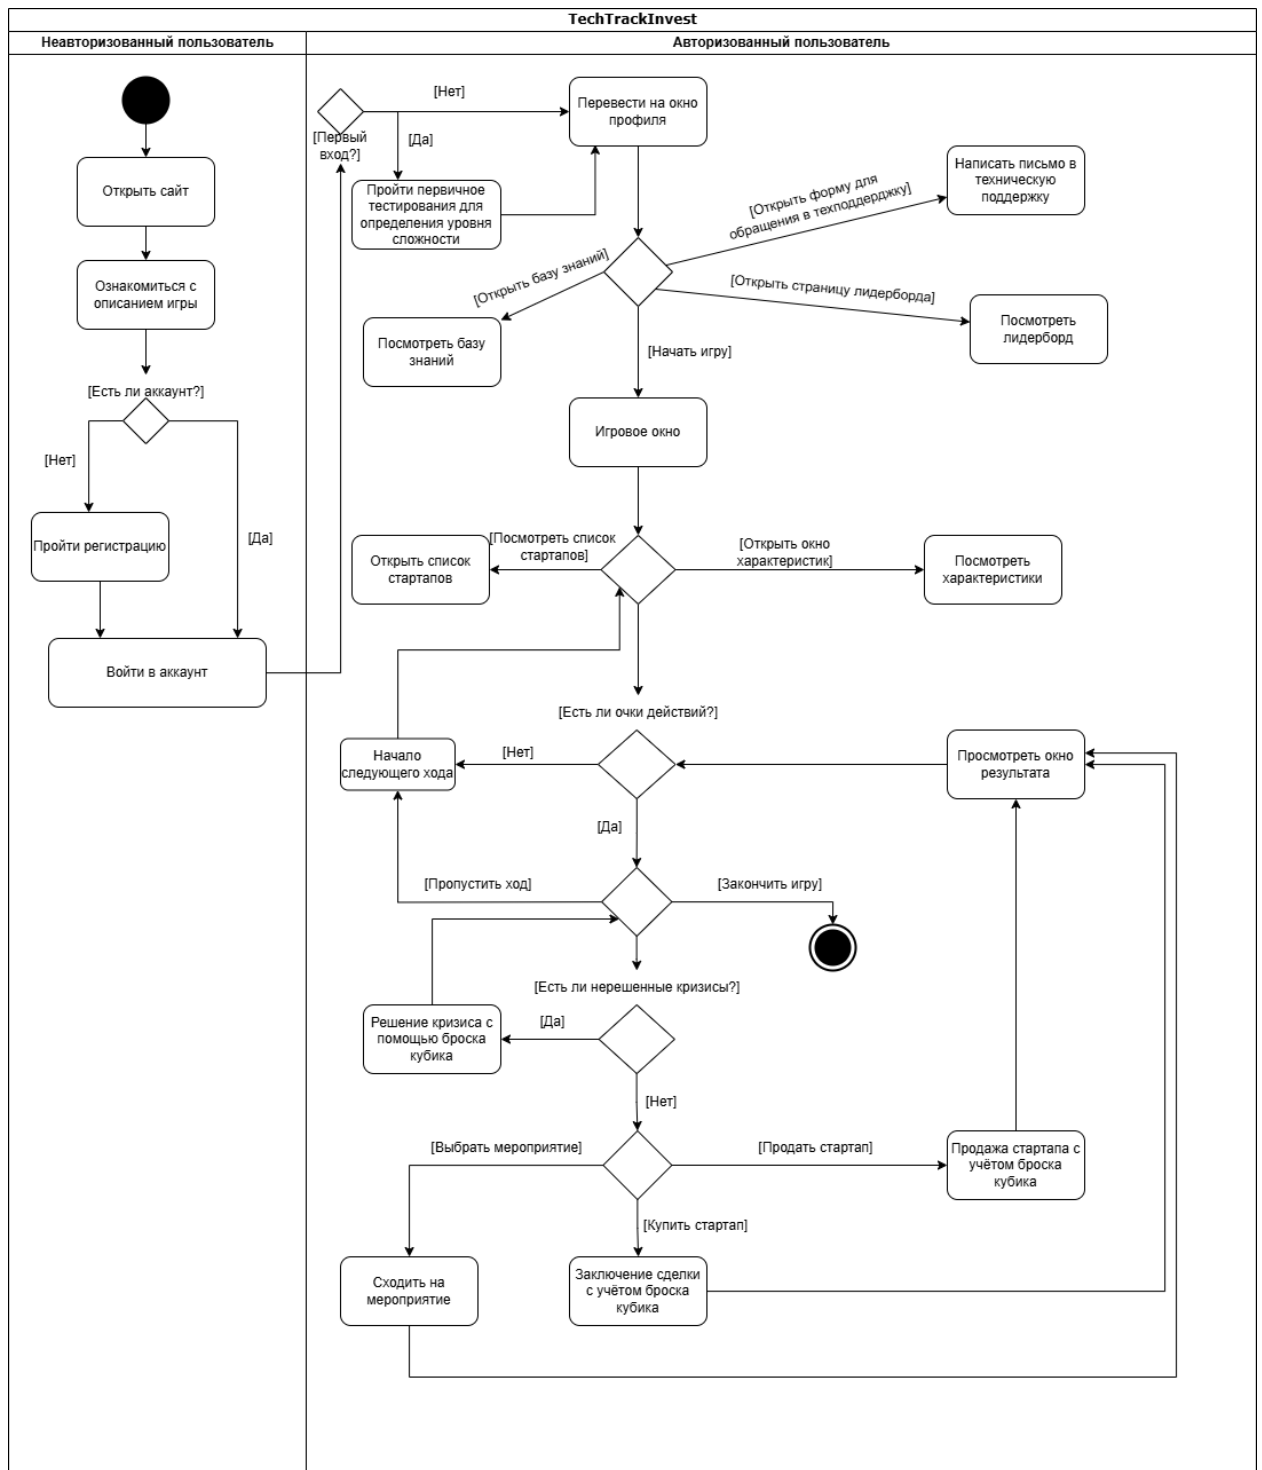 TechTrackInvest
Неавторизованный пользователь
Авторизованный пользователь
Открыть сайт
Ознакомиться с
описанием игры
[Есть ли аккаунт?]
[Нет]
[Да]
Пройти регистрацию
Войти в аккаунт
[Первый
вход?]
[Нет]
[Да]
Перевести на окно
профиля
Пройти первичное
тестирования для
определения уровня
сложности
[Открыть форму для
обращения в техподдерджку]
Написать письмо в
техническую
поддержку
[Открыть базу знаний]
Посмотреть базу
знаний
[Открыть страницу лидерборда]
Посмотреть
лидерборд
[Начать игру]
Игровое окно
[Посмотреть список
стартапов]
Открыть список
стартапов
[Открыть окно
характеристик]
Посмотреть
характеристики
[Есть ли очки действий?]
[Нет]
Начало
следующего хода
Просмотреть окно
результата
[Да]
[Пропустить ход]
[Закончить игру]
[Есть ли нерешенные кризисы?]
[Да]
Решение кризиса с
помощью броска
кубика
[Нет]
[Выбрать мероприятие]
[Продать стартап]
Продажа стартапа с
учётом броска
кубика
[Купить стартап]
Сходить на
мероприятие
Заключение сделки
с учётом броска
кубика